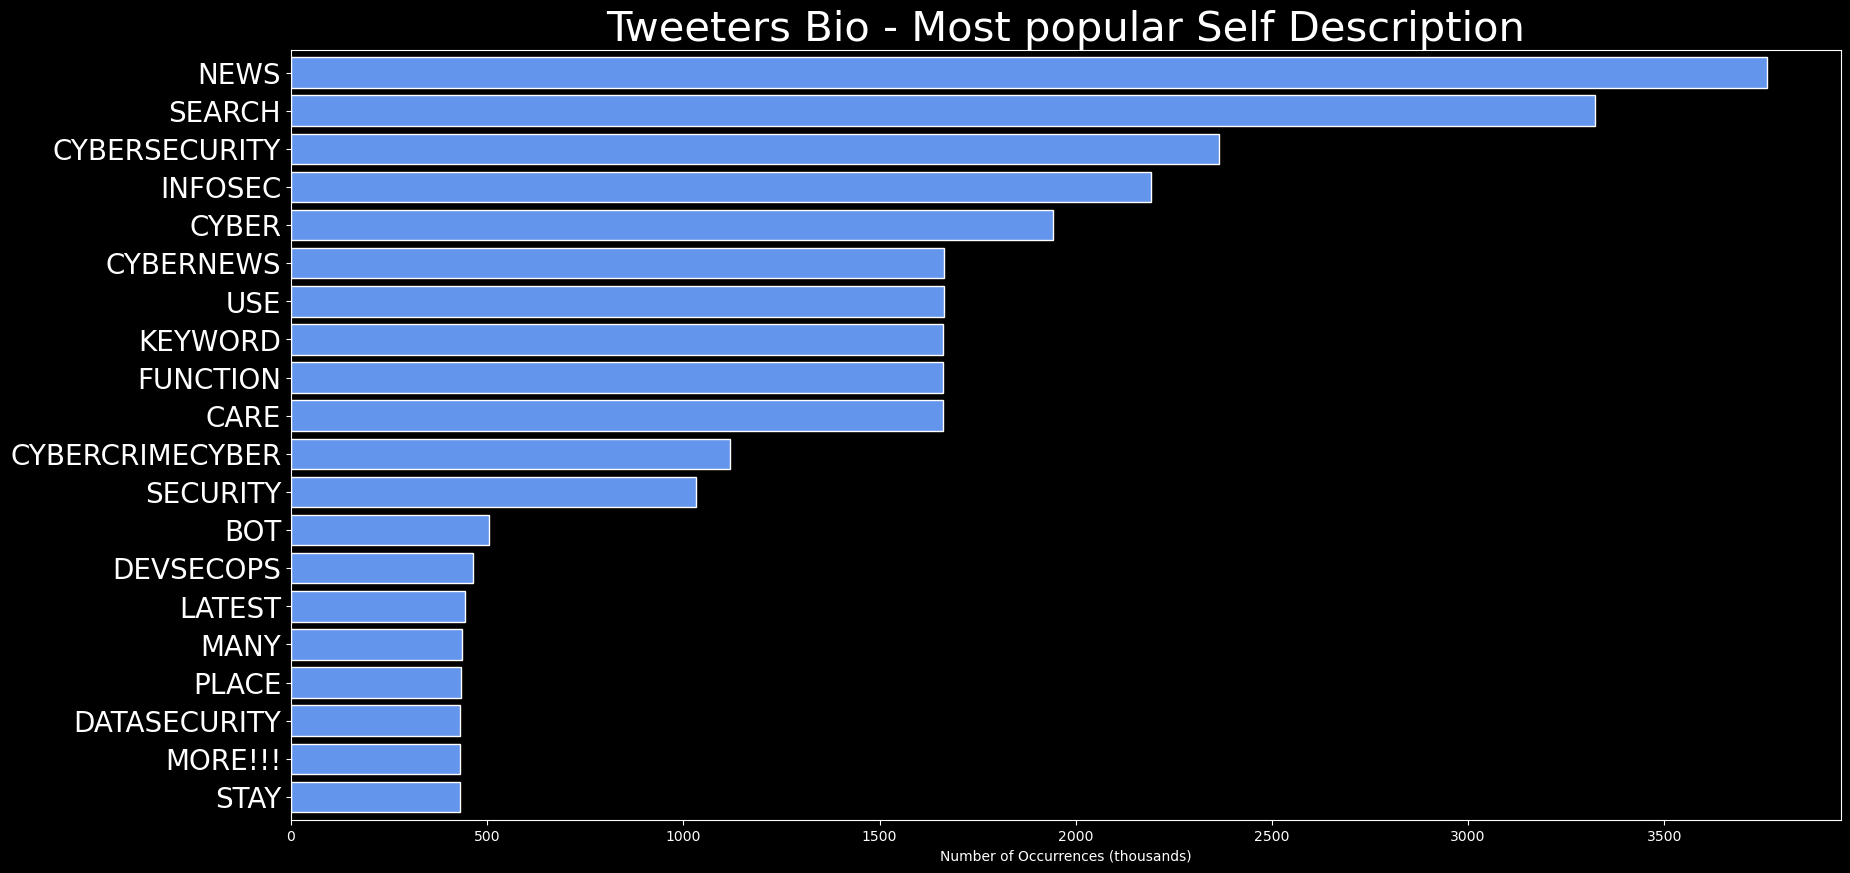 Tweeters Bio - Most popular Self Description
NEWS
SEARCH
CYBERSECURITY
INFOSEC
CYBER
CYBERNEWS
USE
KEYWORD
FUNCTION
CARE
CYBERCRIMECYBER
SECURITY
BOT
DEVSECOPS
LATEST
MANY
PLACE
DATASECURITY
MORE!!!
STAY
0 500 1000 1500 2000 2500 3000 3500
Number of Occurrences (thousands)